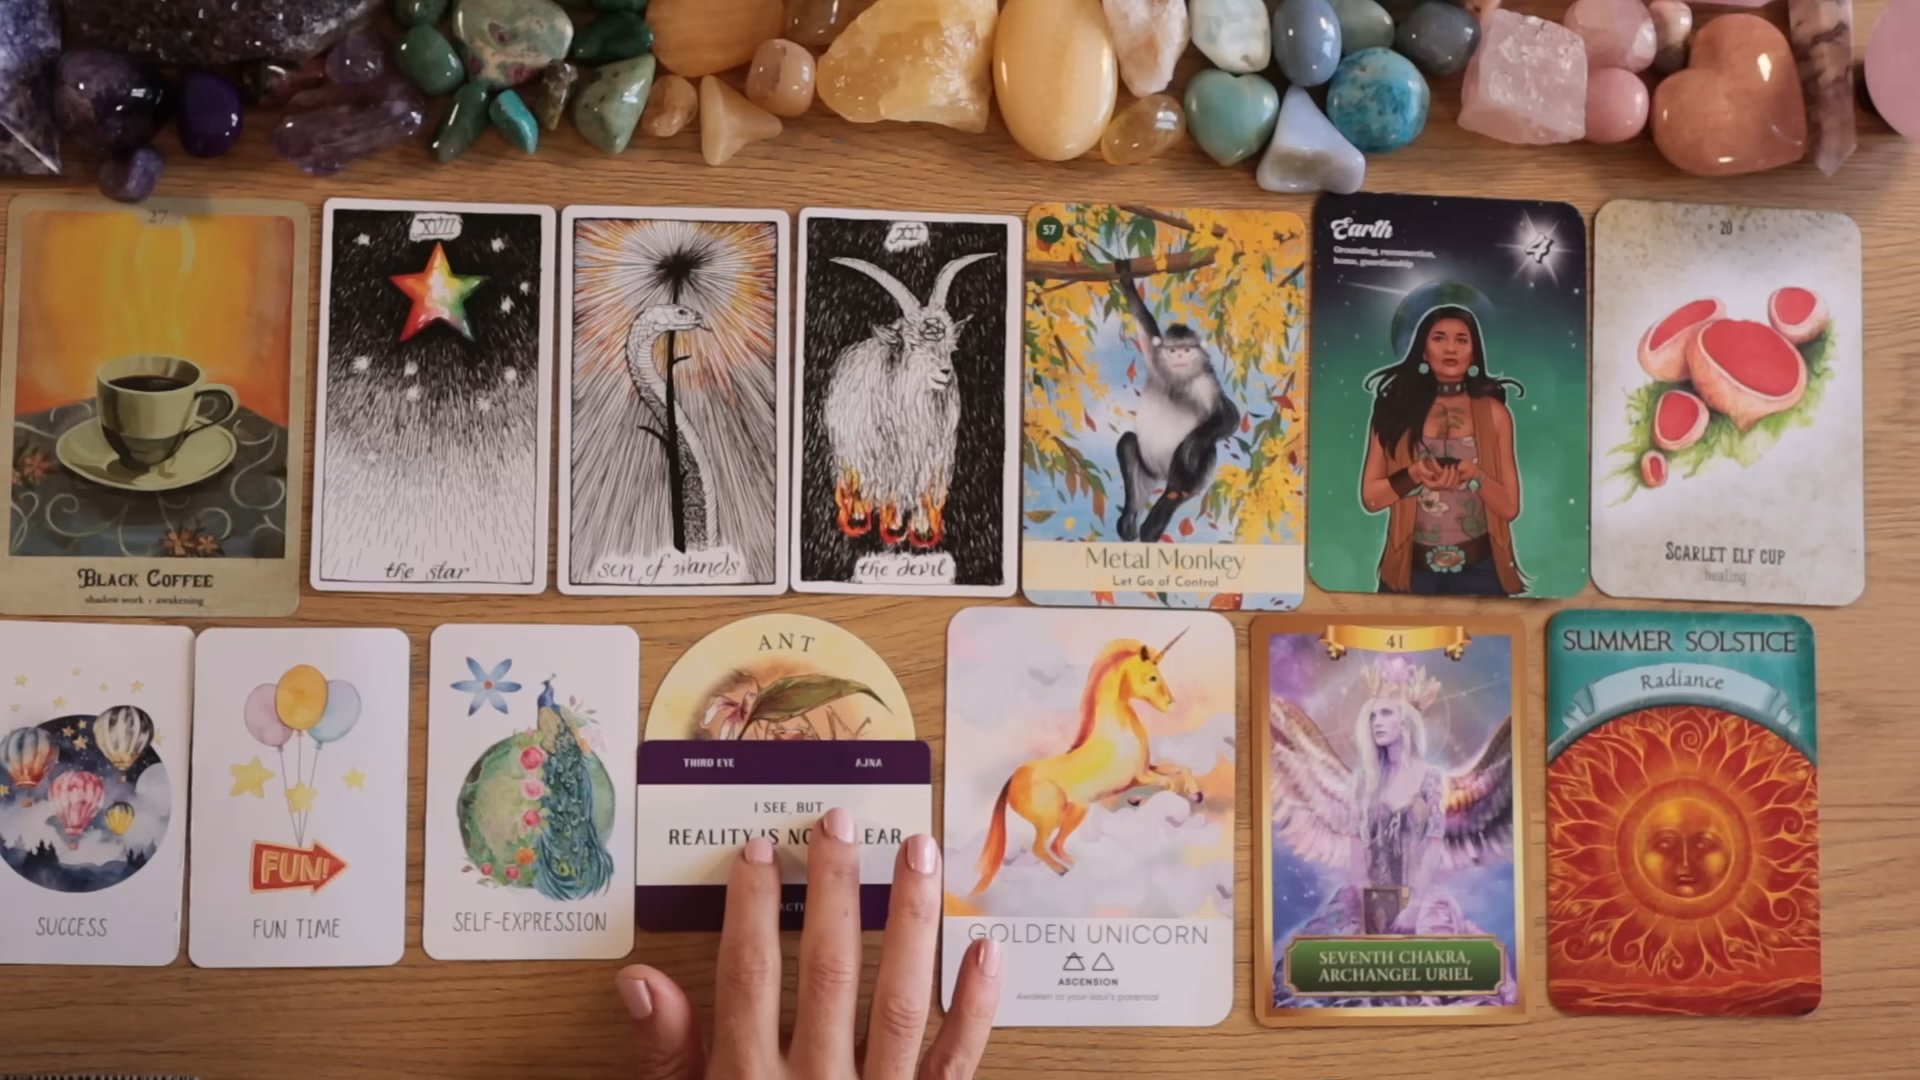 27
BLACK COFFEE
shadow work · awakening
XVII
the star
son of wands
XV
the devil
57
Metal Monkey
Let Go of Control
Earth
Grounding, resurrection,
home, guardianship
4
20
SCARLET ELF CUP
healing
SUCCESS
FUN!
FUN TIME
SELF-EXPRESSION
ANT
THIRD EYE
AJNA
I SEE, BUT
REALITY IS
GOLDEN UNICORN
ASCENSION
Awaken to your soul's potential
41
SEVENTH CHAKRA,
ARCHANGEL URIEL
SUMMER SOLSTICE
Radiance